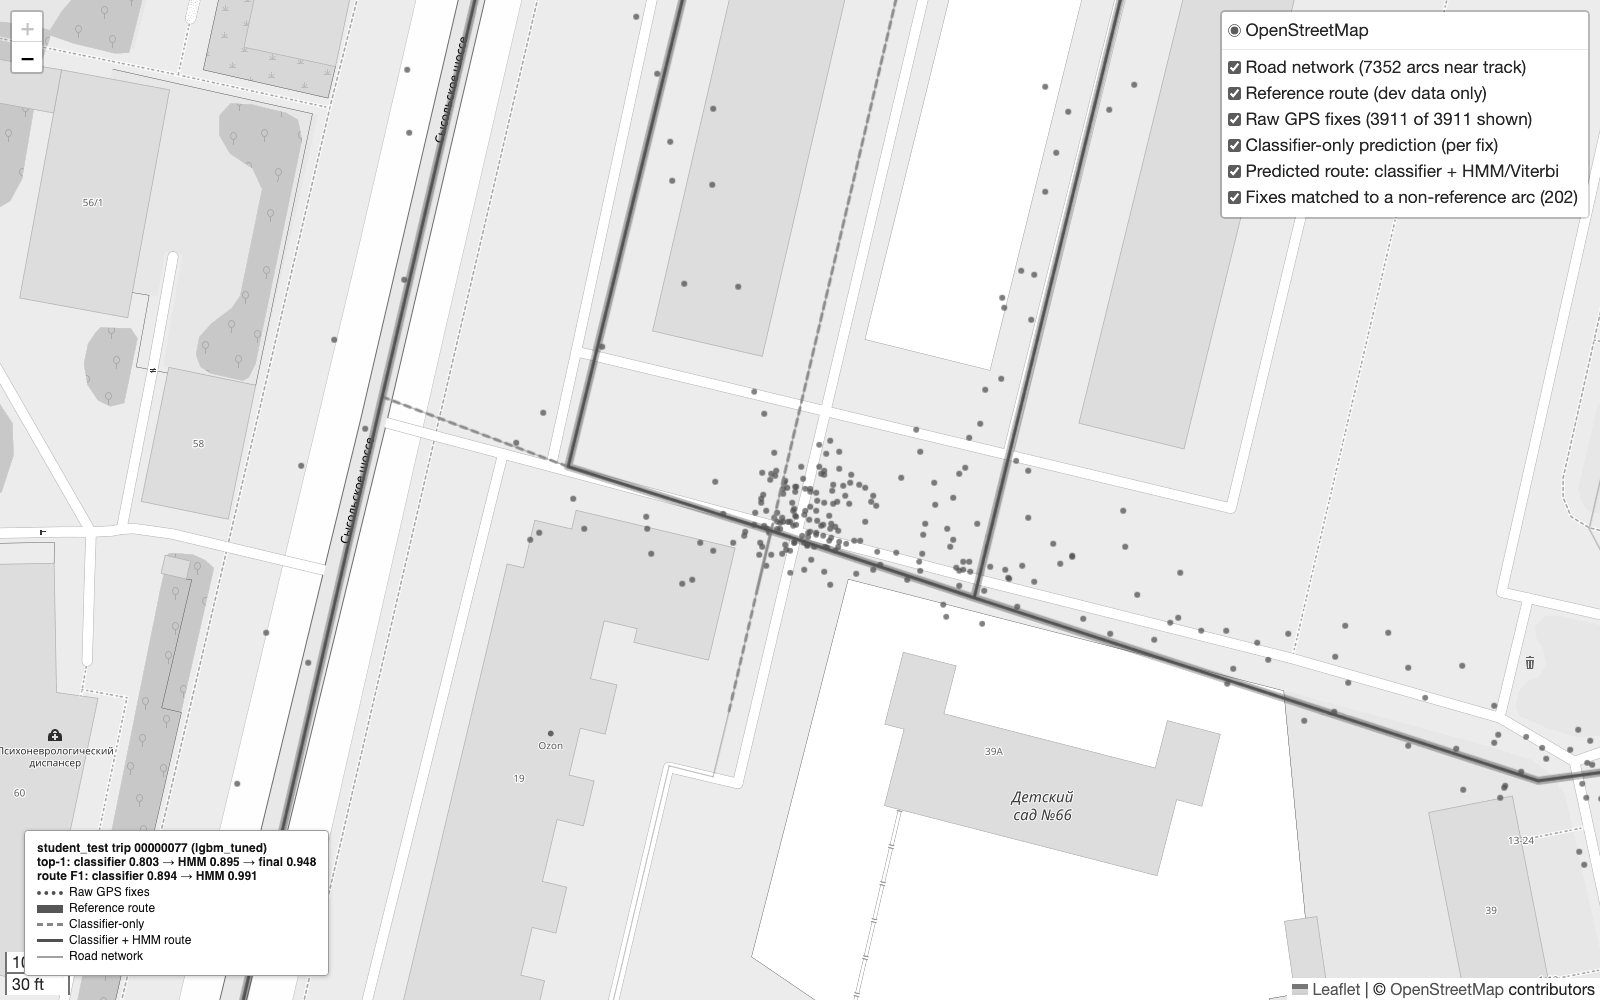 +
−
OpenStreetMap
Road network (7352 arcs near track)
Reference route (dev data only)
Raw GPS fixes (3911 of 3911 shown)
Classifier-only prediction (per fix)
Predicted route: classifier + HMM/Viterbi
Fixes matched to a non-reference arc (202)
Сысольское шоссе
56/1
58
Сысольское шоссе
Психоневрологический
диспансер
60
Ozon
19
39А
Детский
сад №66
13-24
39
student_test trip 00000077 (lgbm_tuned)
top-1: classifier 0.803 → HMM 0.895 → final 0.948
route F1: classifier 0.894 → HMM 0.991
Raw GPS fixes
Reference route
Classifier-only
Classifier + HMM route
Road network
30 ft
Leaflet | © OpenStreetMap contributors